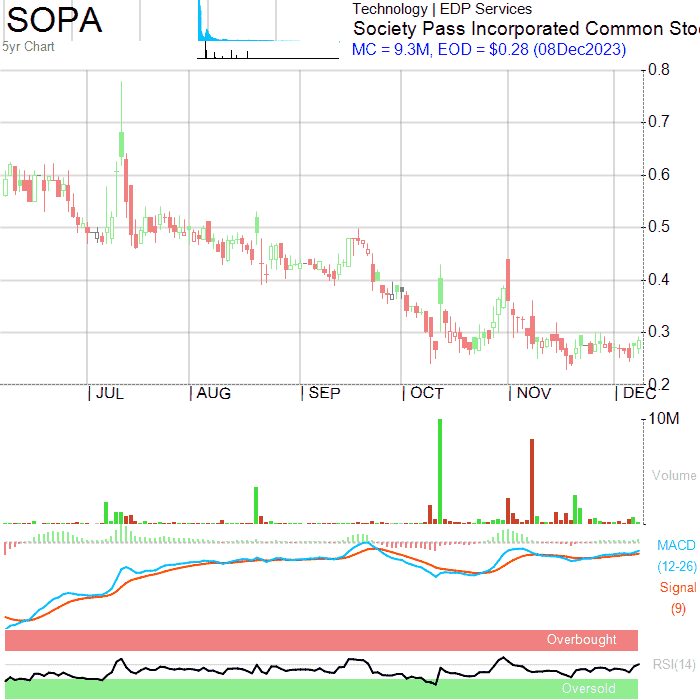 SOPA
5yr Chart
Technology | EDP Services
Society Pass Incorporated Common Stoc
MC = 9.3M, EOD = $0.28 (08Dec2023)
0.8
0.7
0.6
0.5
0.4
0.3
0.2
JUL
AUG
SEP
OCT
NOV
DEC
10M
Volume
MACD
(12-26)
Signal
(9)
Overbought
RSI(14)
Oversold